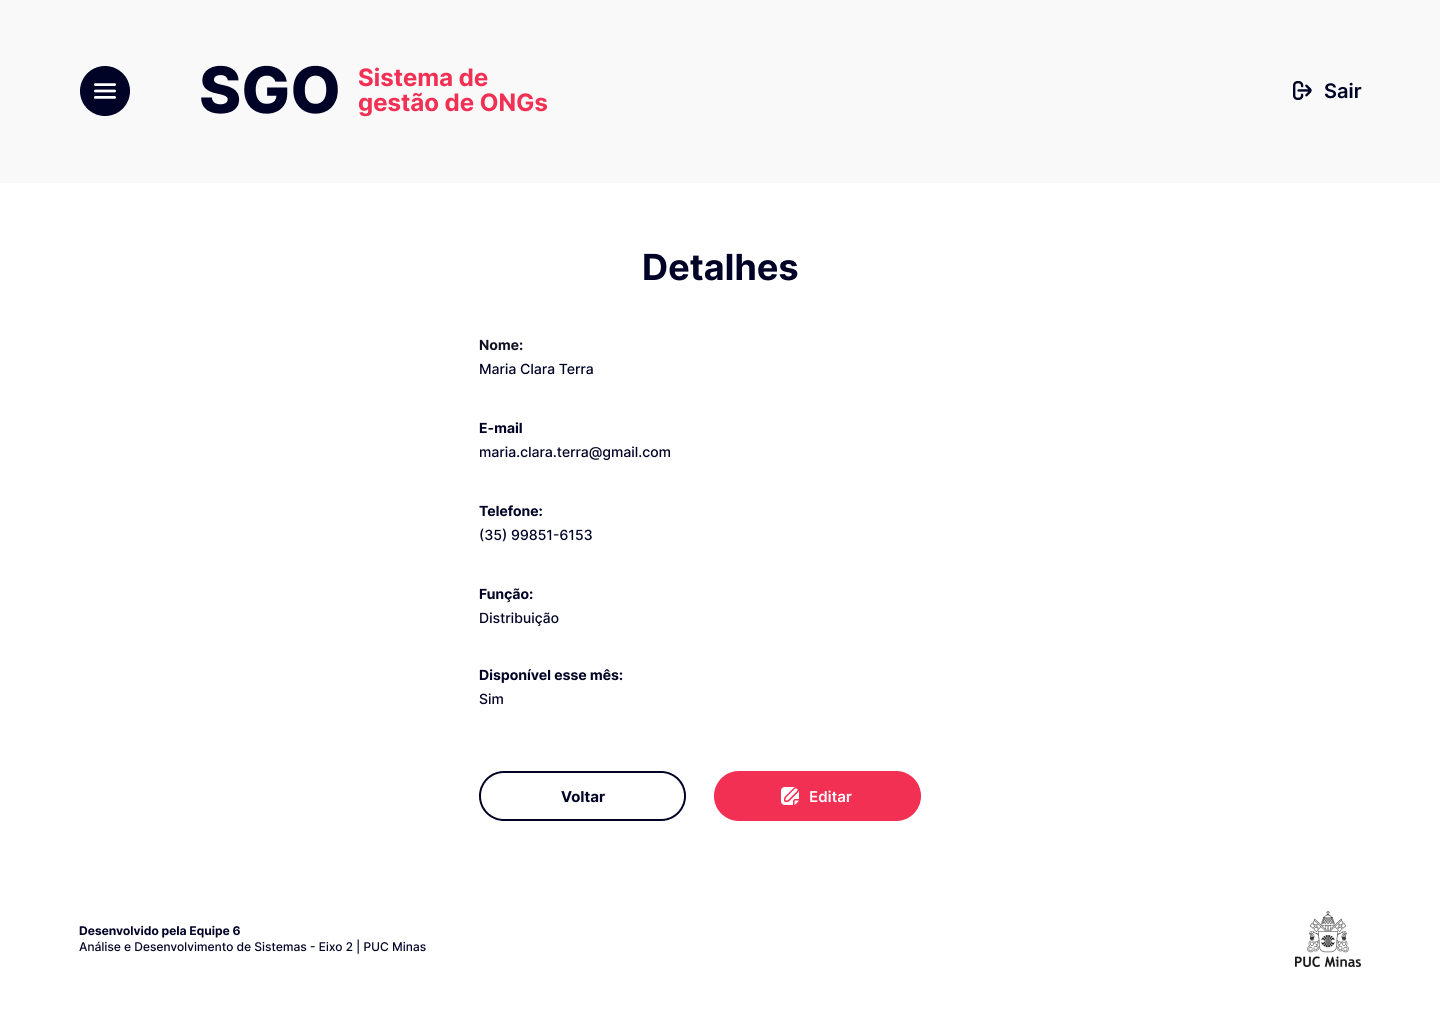 SGO
Sistema de
gestão de ONGs
Sair
Detalhes
Nome:
Maria Clara Terra
E-mail
maria.clara.terra@gmail.com
Telefone:
(35) 99851-6153
Função:
Distribuição
Disponível esse mês:
Sim
Voltar
Editar
Desenvolvido pela Equipe 6
Análise e Desenvolvimento de Sistemas - Eixo 2 | PUC Minas
PUC Minas